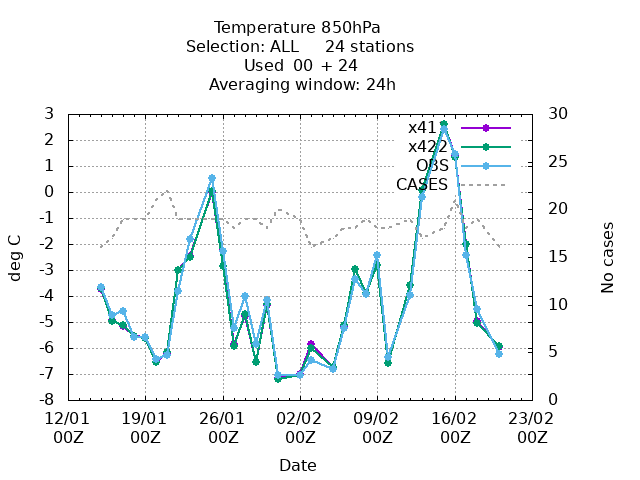 Temperature 850hPa
Selection: ALL 24 stations
Used 00 + 24
Averaging window: 24h
x41
x422
OBS
CASES
3
2
1
0
-1
-2
-3
-4
-5
-6
-7
-8
deg C
30
25
20
15
10
5
0
No cases
12/01 19/01 26/01 02/02 09/02 16/02 23/02
00Z 00Z 00Z 00Z 00Z 00Z 00Z
Date